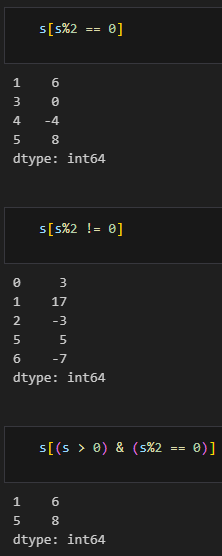 s[s%2 == 0]
1     6
3     0
4    -4
5     8
dtype: int64
s[s%2 != 0]
0     3
1    17
2    -3
5     5
6    -7
dtype: int64
s[(s > 0) & (s%2 == 0)]
1    6
5    8
dtype: int64